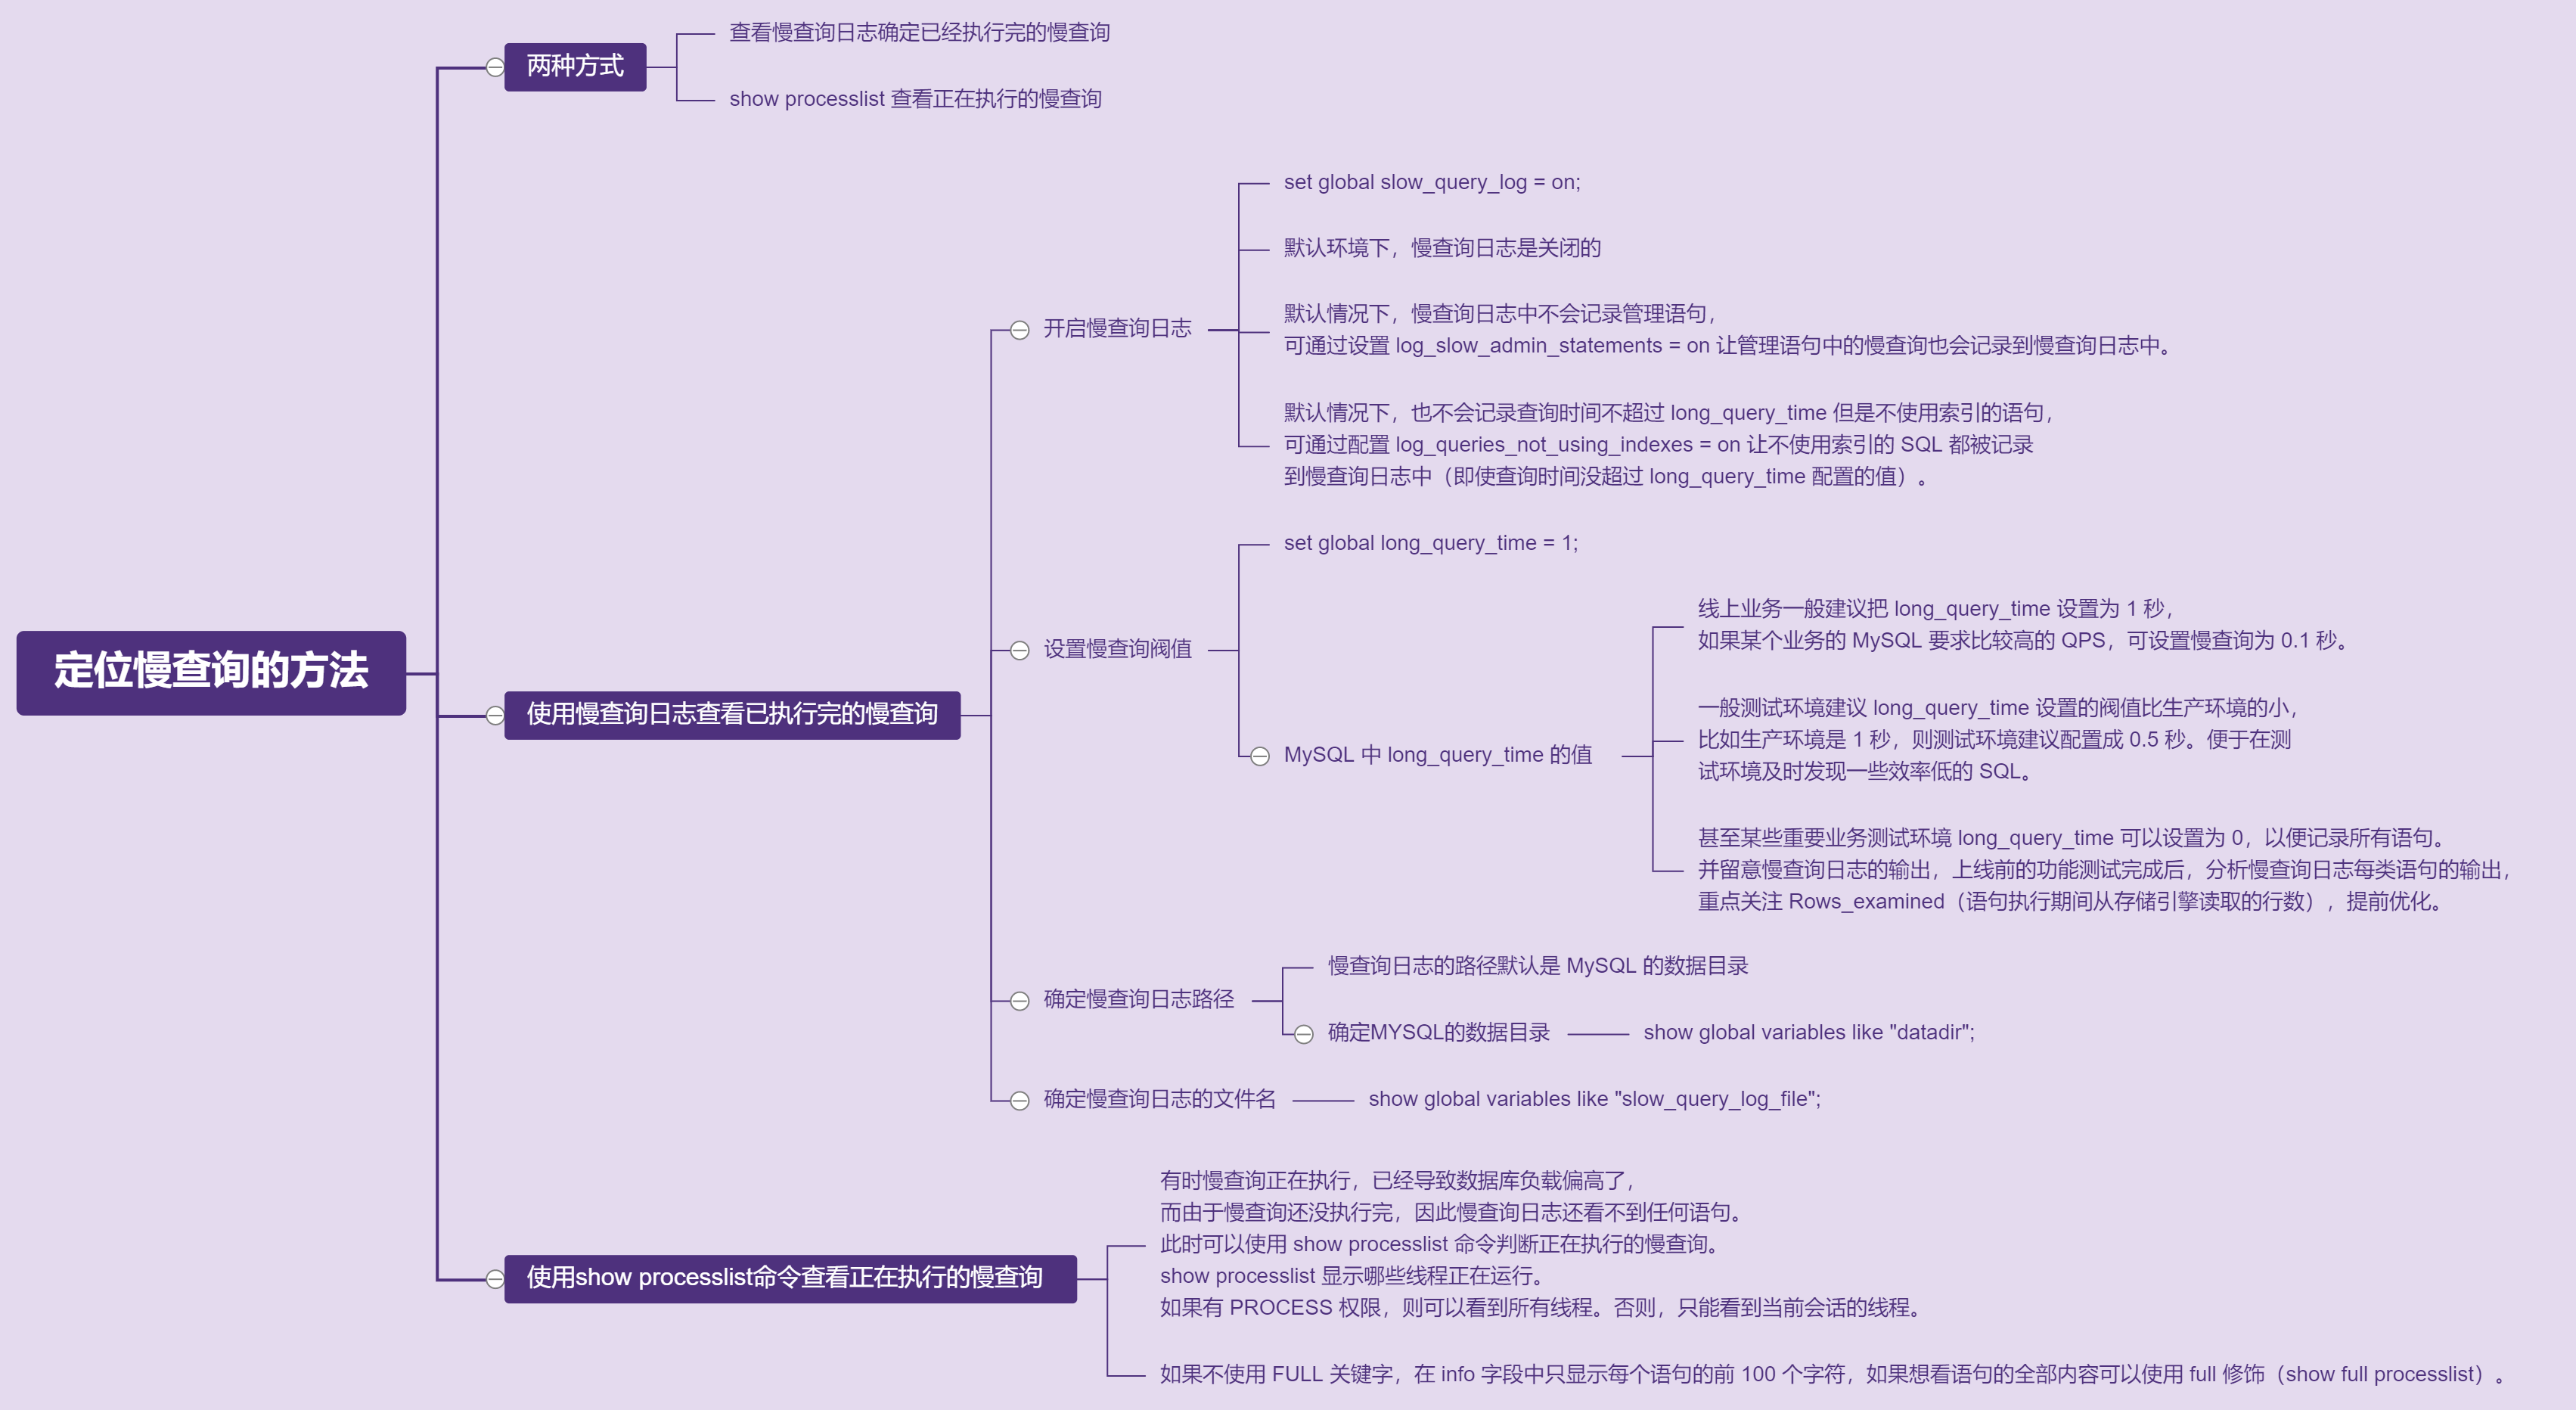 定位慢查询的方法
两种方式
查看慢查询日志确定已经执行完的慢查询
show processlist 查看正在执行的慢查询
使用慢查询日志查看已执行完的慢查询
开启慢查询日志
set global slow_query_log = on;
默认环境下，慢查询日志是关闭的
默认情况下，慢查询日志中不会记录管理语句，
可通过设置 log_slow_admin_statements = on 让管理语句中的慢查询也会记录到慢查询日志中。
默认情况下，也不会记录查询时间不超过 long_query_time 但是不使用索引的语句，
可通过配置 log_queries_not_using_indexes = on 让不使用索引的 SQL 都被记录
到慢查询日志中（即使查询时间没超过 long_query_time 配置的值）。
设置慢查询阀值
set global long_query_time = 1;
MySQL 中 long_query_time 的值
线上业务一般建议把 long_query_time 设置为 1 秒，
如果某个业务的 MySQL 要求比较高的 QPS，可设置慢查询为 0.1 秒。
一般测试环境建议 long_query_time 设置的阀值比生产环境的小，
比如生产环境是 1 秒，则测试环境建议配置成 0.5 秒。便于在测
试环境及时发现一些效率低的 SQL。
甚至某些重要业务测试环境 long_query_time 可以设置为 0，以便记录所有语句。
并留意慢查询日志的输出，上线前的功能测试完成后，分析慢查询日志每类语句的输出，
重点关注 Rows_examined（语句执行期间从存储引擎读取的行数），提前优化。
确定慢查询日志路径
慢查询日志的路径默认是 MySQL 的数据目录
确定MYSQL的数据目录
show global variables like "datadir";
确定慢查询日志的文件名
show global variables like "slow_query_log_file";
使用show processlist命令查看正在执行的慢查询
有时慢查询正在执行，已经导致数据库负载偏高了，
而由于慢查询还没执行完，因此慢查询日志还看不到任何语句。
此时可以使用 show processlist 命令判断正在执行的慢查询。
show processlist 显示哪些线程正在运行。
如果有 PROCESS 权限，则可以看到所有线程。否则，只能看到当前会话的线程。
如果不使用 FULL 关键字，在 info 字段中只显示每个语句的前 100 个字符，如果想看语句的全部内容可以使用 full 修饰（show full processlist）。